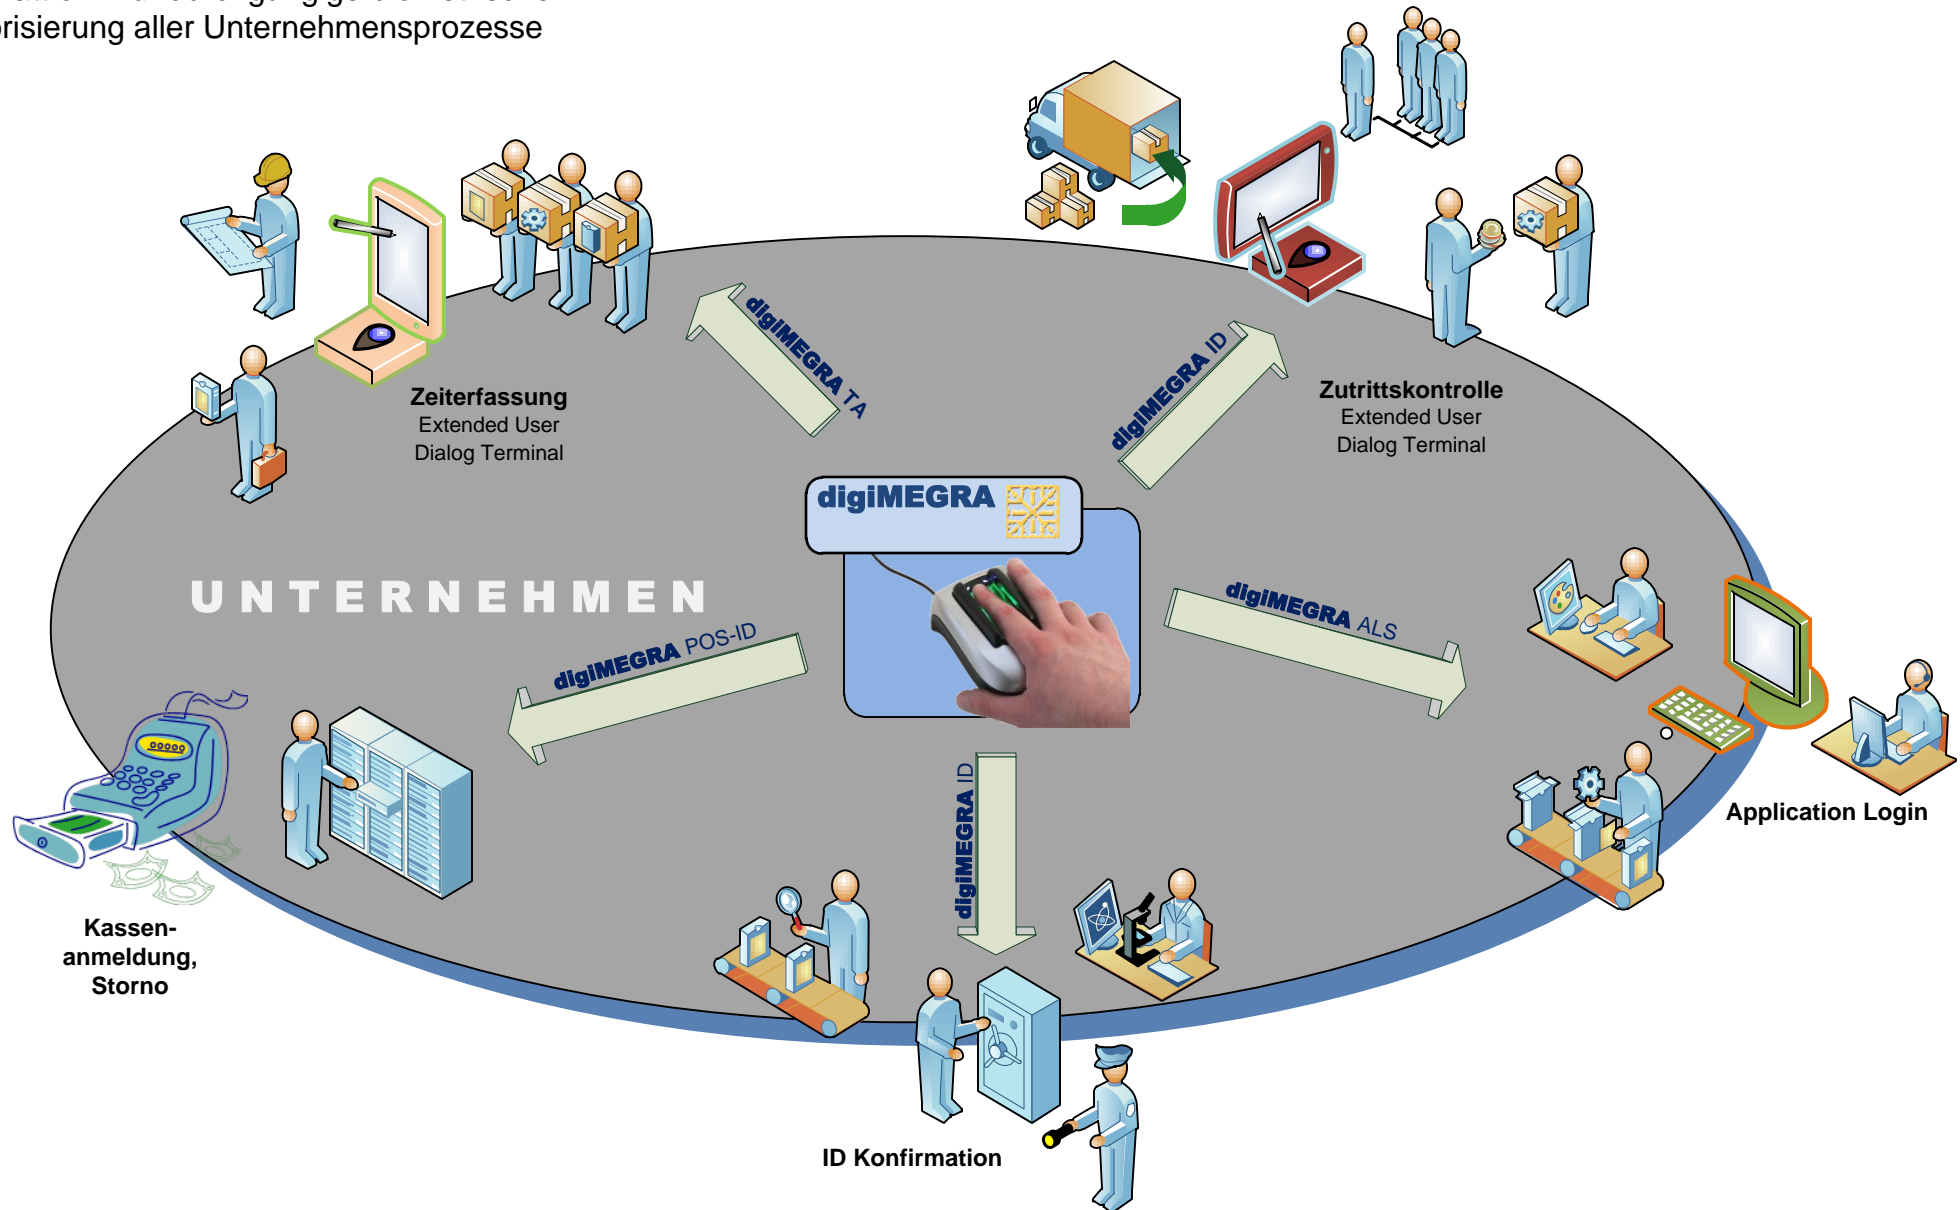 risierung aller Unternehmensprozesse
digiMEGRA TA
digiMEGRA ID
Zeiterfassung
Extended User
Dialog Terminal
Zutrittskontrolle
Extended User
Dialog Terminal
digiMEGRA
UNTERNEHMEN
digiMEGRA POS-ID
digiMEGRA ALS
digiMEGRA ID
Application Login
Kassen-
anmeldung,
Storno
ID Konfirmation